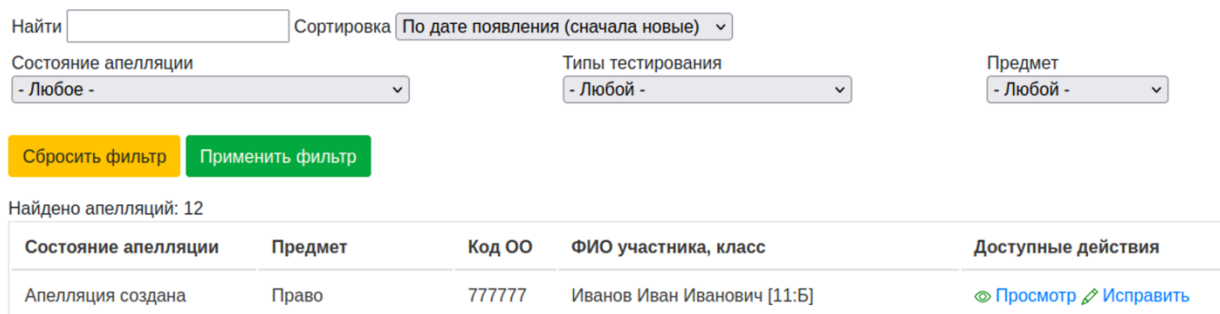 Найти Сортировка По дате появления (сначала новые)
Состояние апелляции Типы тестирования Предмет
- Любое - - Любой - - Любой -
Сбросить фильтр Применить фильтр
Найдено апелляций: 12
Состояние апелляции Предмет Код ОО ФИО участника, класс Доступные действия
Апелляция создана Право 777777 Иванов Иван Иванович [11:Б] Просмотр Исправить